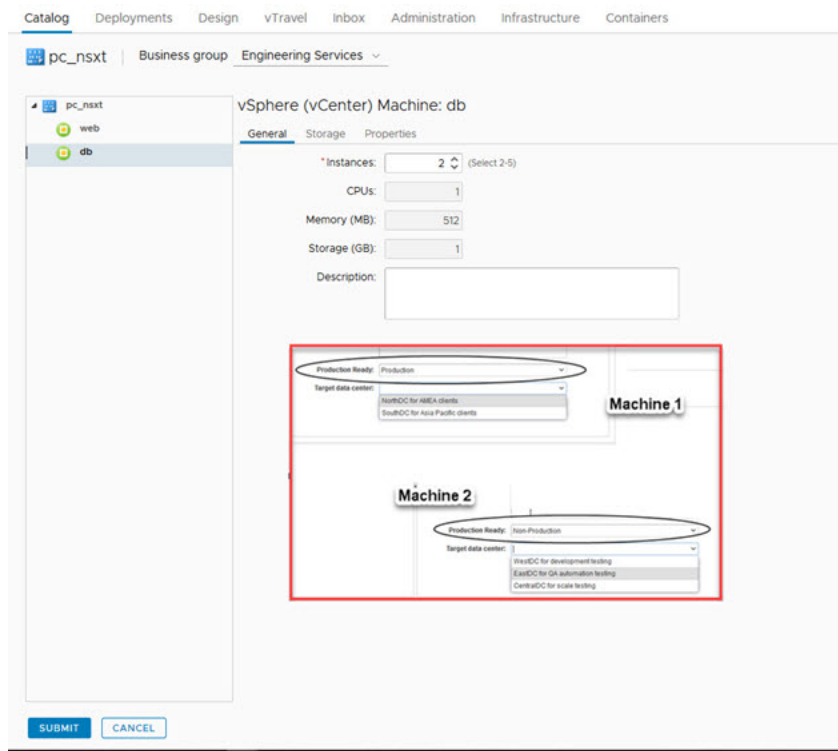 Catalog Deployments Design vTravel Inbox Administration Infrastructure Containers
pc_nsxt Business group Engineering Services
pc_nsxt
web
db
vSphere (vCenter) Machine: db
General Storage Properties
*Instances: 2 (Select 2-5)
CPUs: 1
Memory (MB): 512
Storage (GB): 1
Description:
Production Ready: Production
Target data center:
NorthDC for AMEA clients
SouthDC for Asia Pacific clients
Machine 1
Machine 2
Production Ready: Non-Production
Target data center:
WestDC for development testing
EastDC for QA automation testing
CentralDC for scale testing
SUBMIT CANCEL